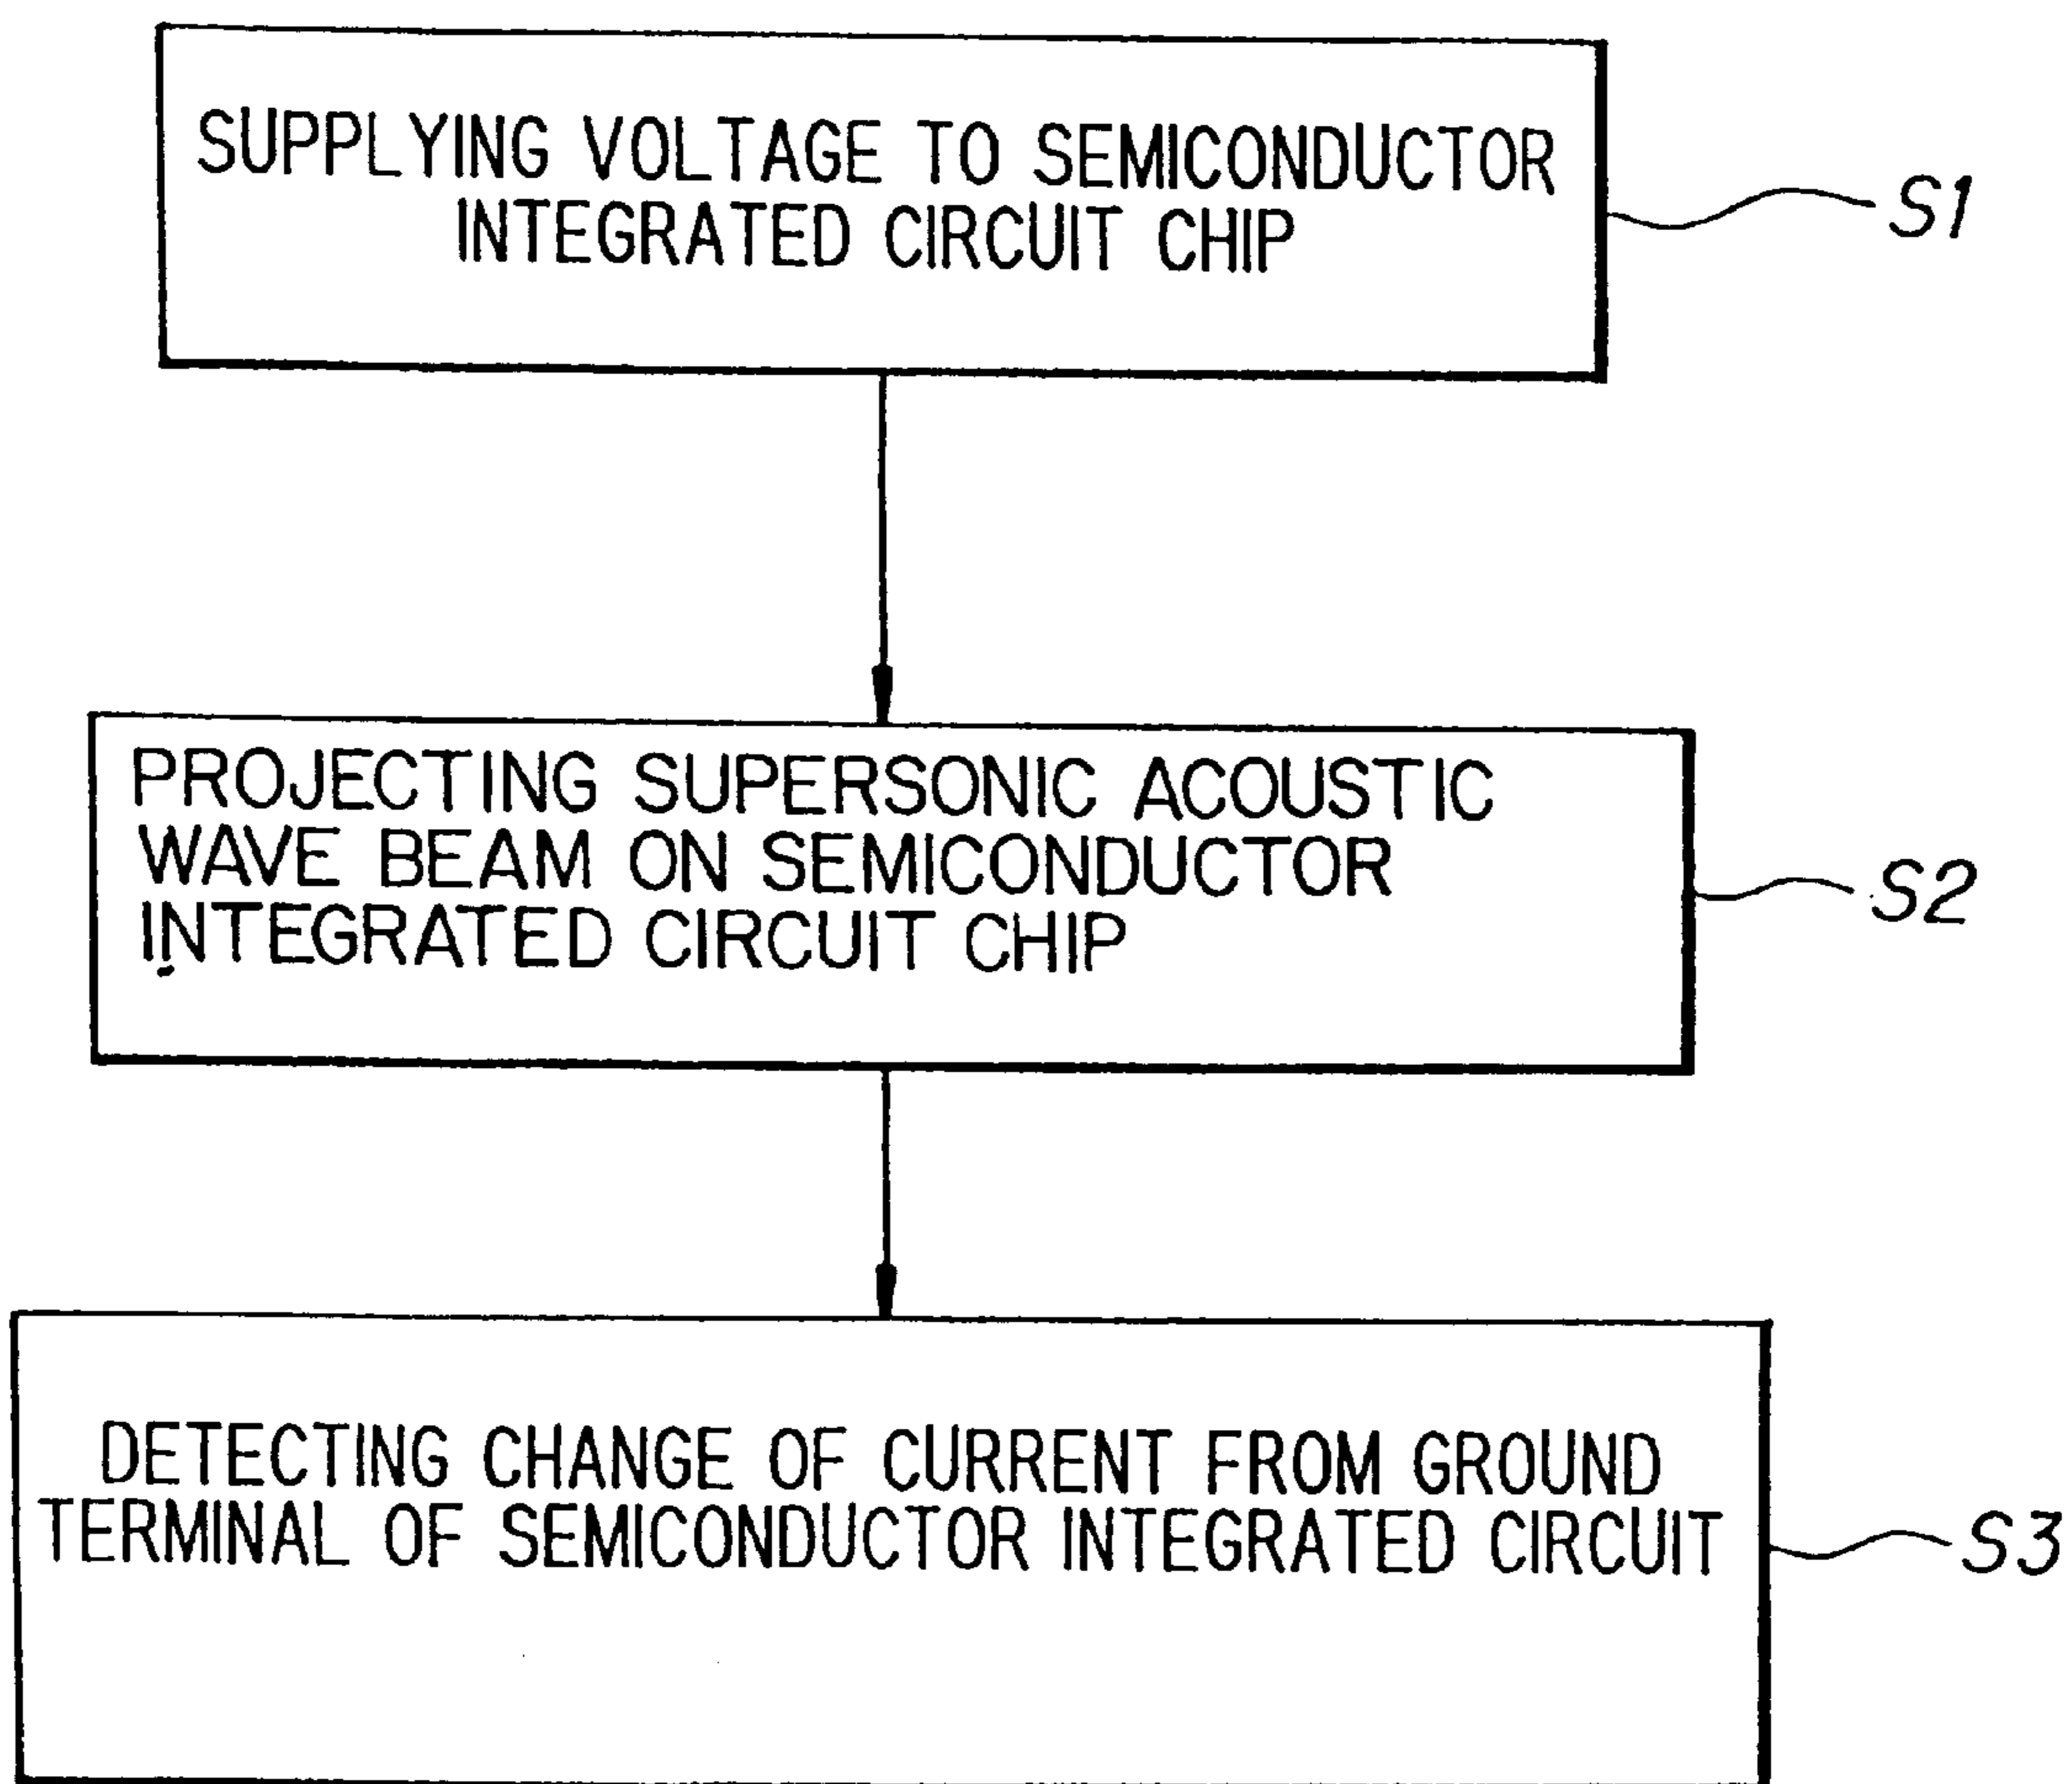 SUPPLYING VOLTAGE TO SEMICONDUCTOR
INTEGRATED CIRCUIT CHIP
S1
PROJECTING SUPERSONIC ACOUSTIC
WAVE BEAM ON SEMICONDUCTOR
INTEGRATED CIRCUIT CHIP
S2
DETECTING CHANGE OF CURRENT FROM GROUND
TERMINAL OF SEMICONDUCTOR INTEGRATED CIRCUIT
S3